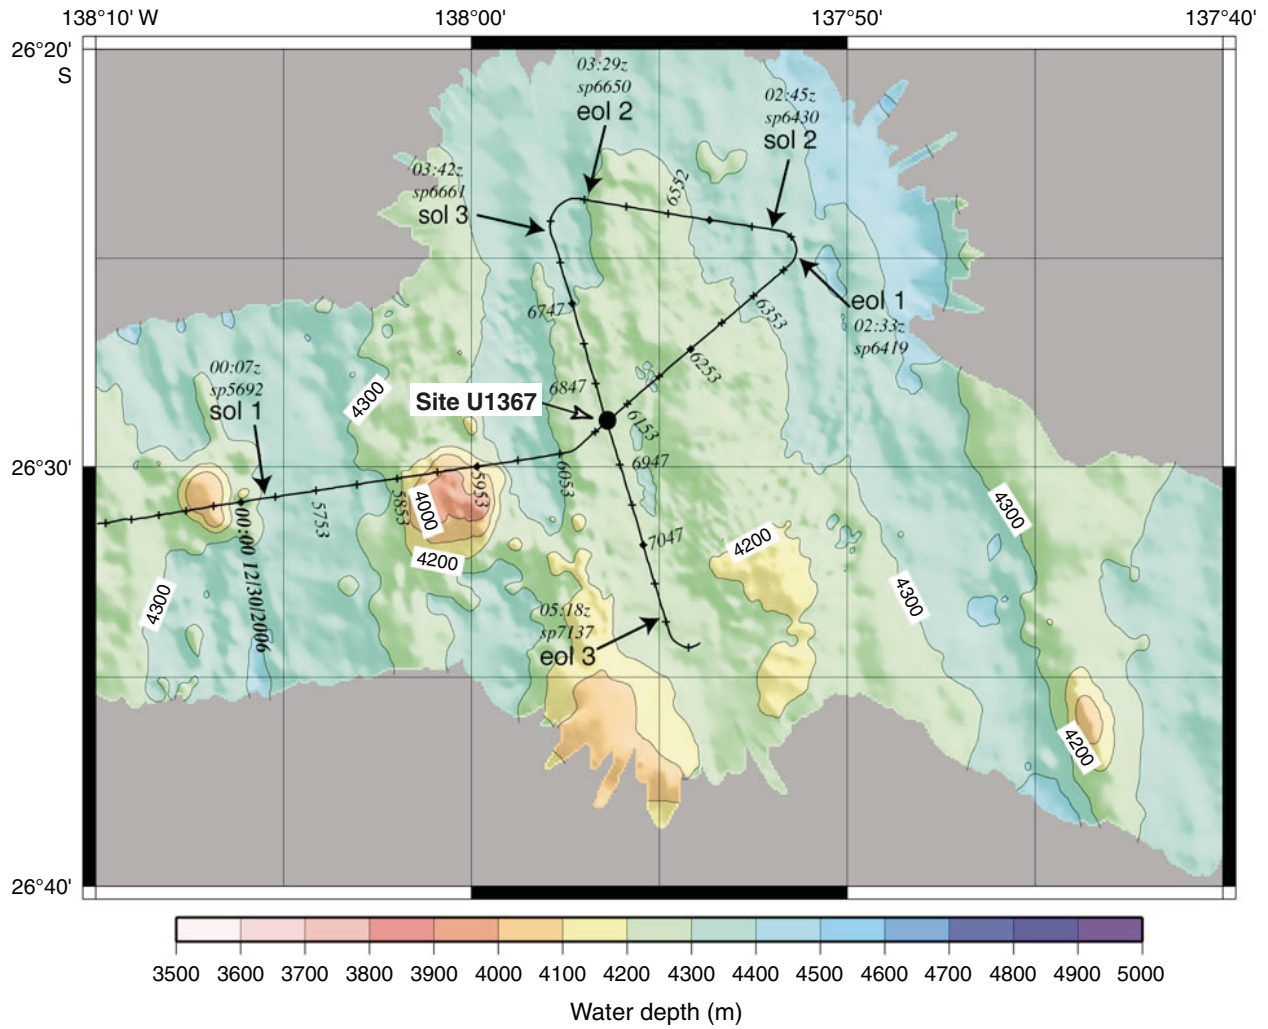 138°10' W
138°00'
137°50'
137°40'
26°20'
S
03:29z
sp6650
eol 2
02:45z
sp6430
sol 2
03:42z
sp6661
sol 3
6552
eol 1
02:33z
sp6419
6353
6747
6253
00:07z
sp5692
sol 1
4300
6847
Site U1367
6153
26°30'
6947
6053
5953
5853
4000
5753
4300
7047
4200
4200
00:00 12/30/2006
4300
4300
05:18z
sp7137
eol 3
4200
26°40'
3500 3600 3700 3800 3900 4000 4100 4200 4300 4400 4500 4600 4700 4800 4900 5000
Water depth (m)